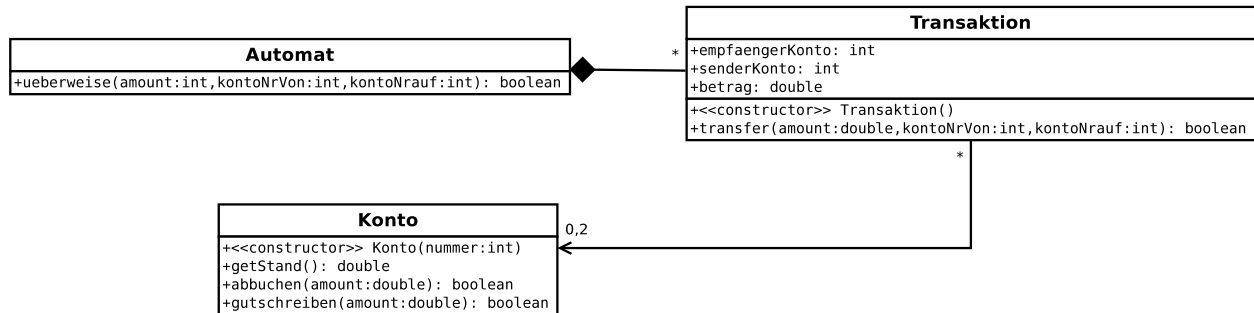 Transaktion
+empfaengerKonto: int
+senderKonto: int
+betrag: double
+<<constructor>> Transaktion()
+transfer(amount:double,kontoNrVon:int,kontoNrauf:int): boolean
Automat
+ueberweise(amount:int,kontoNrVon:int,kontoNrauf:int): boolean
*
*
0,2
Konto
+<<constructor>> Konto(nummer:int)
+getStand(): double
+abbuchen(amount:double): boolean
+gutschreiben(amount:double): boolean